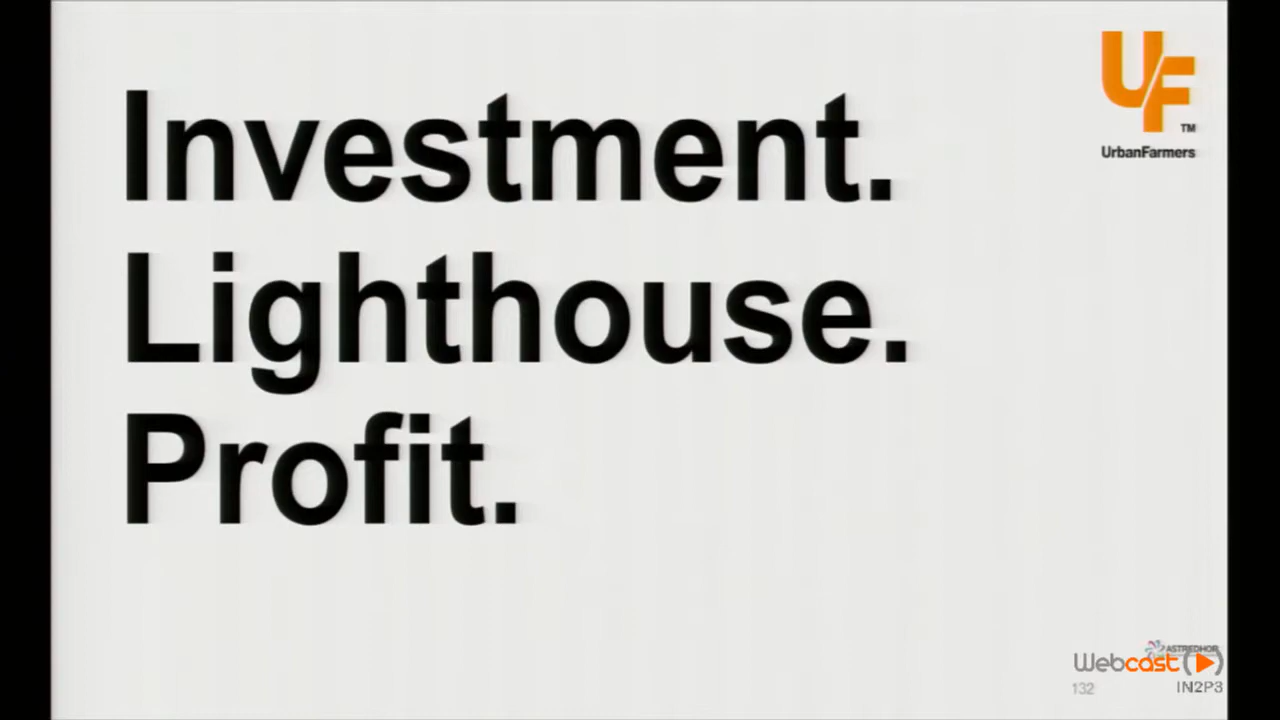 UF
TM
UrbanFarmers
Investment.
Lighthouse.
Profit.
ASTREDHOR
Webcast
132
IN2P3